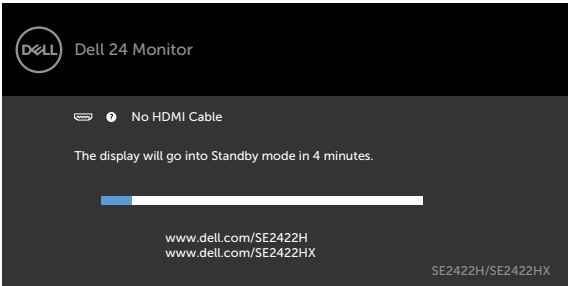 DELL
Dell 24 Monitor
? No HDMI Cable
The display will go into Standby mode in 4 minutes.
www.dell.com/SE2422H
www.dell.com/SE2422HX
SE2422H/SE2422HX